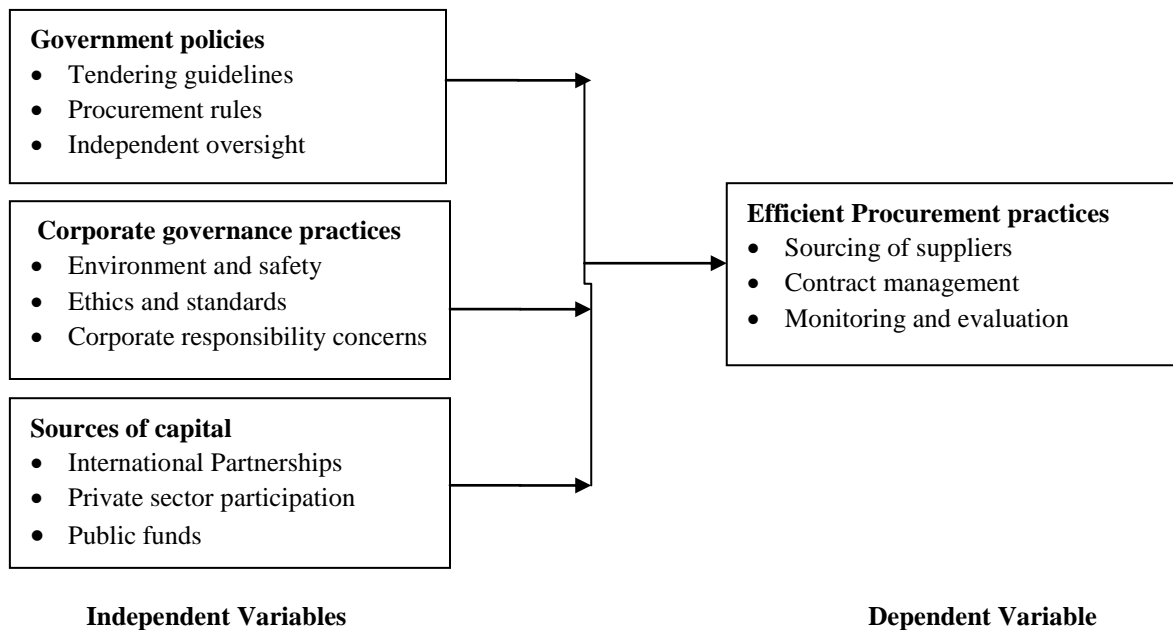 Government policies
• Tendering guidelines
• Procurement rules
• Independent oversight
Corporate governance practices
• Environment and safety
• Ethics and standards
• Corporate responsibility concerns
Sources of capital
• International Partnerships
• Private sector participation
• Public funds
Efficient Procurement practices
• Sourcing of suppliers
• Contract management
• Monitoring and evaluation
Independent Variables
Dependent Variable